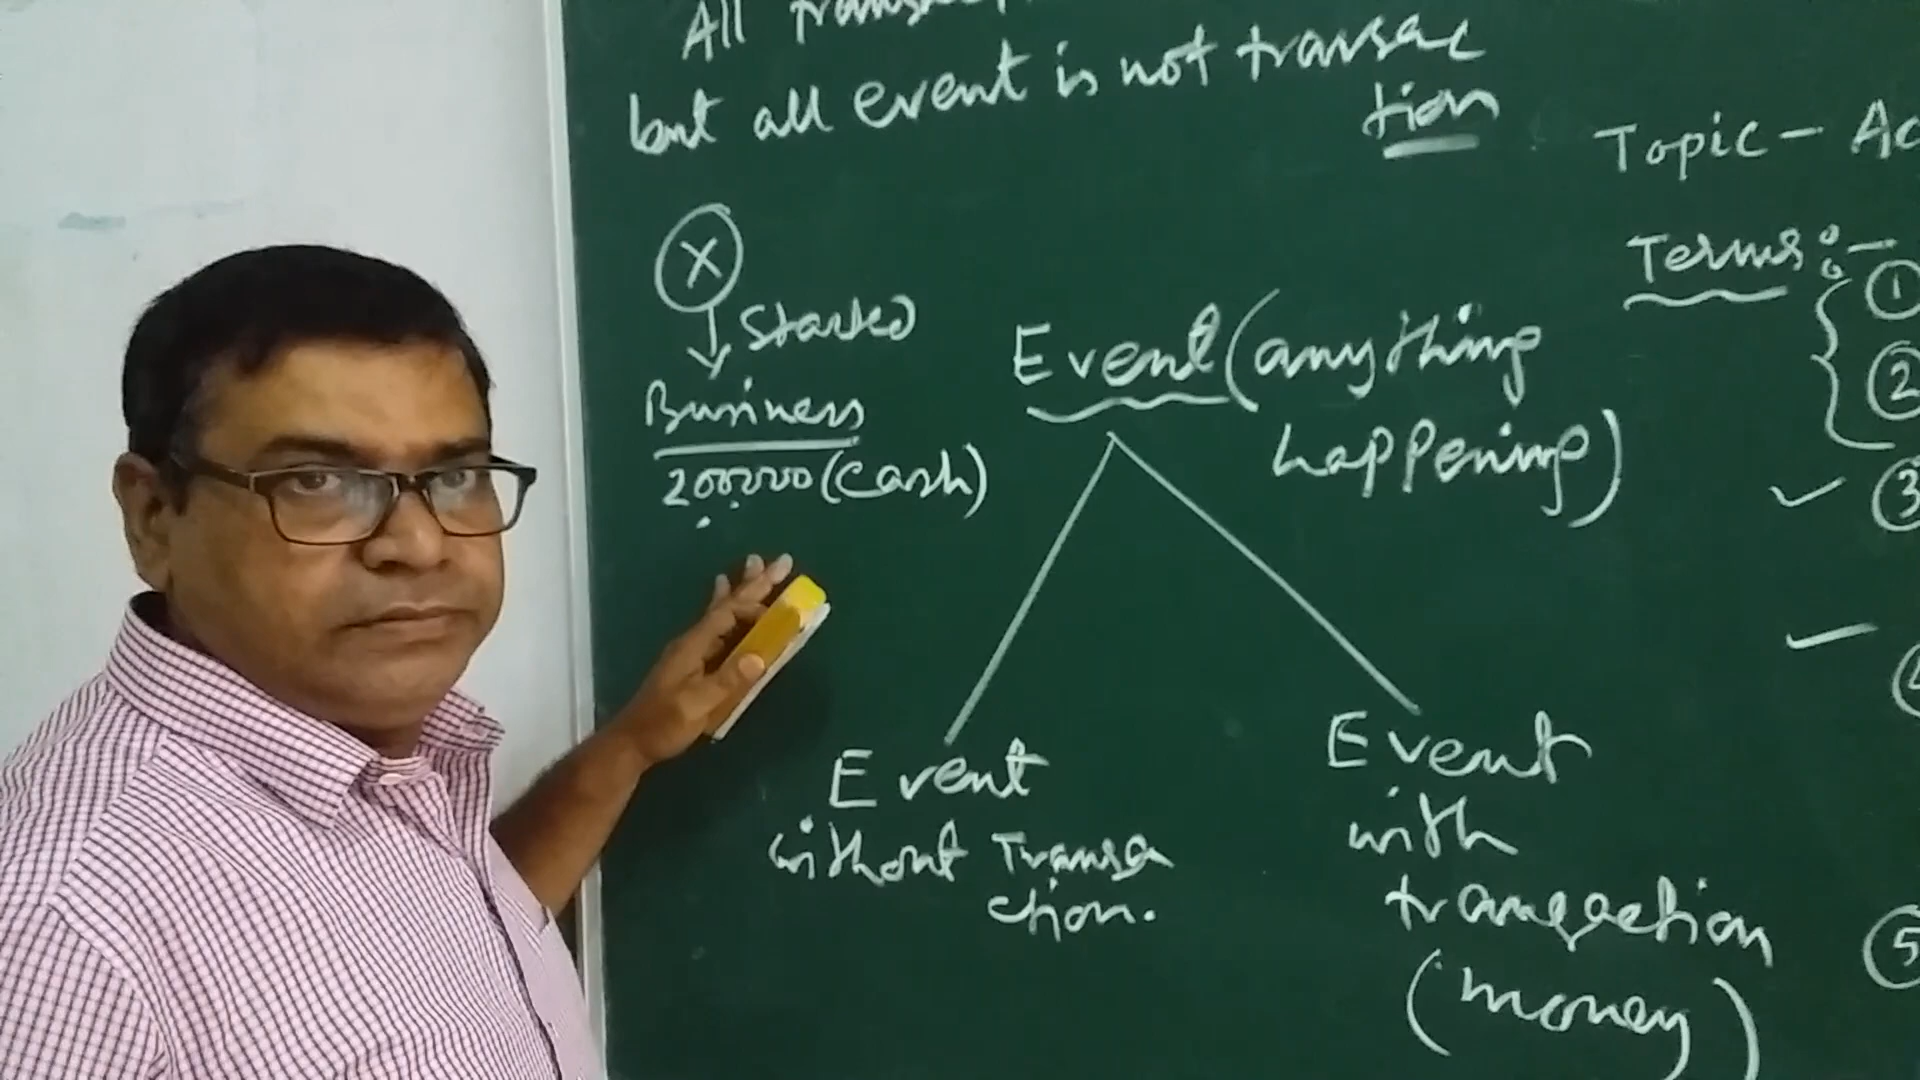 All
but all event is not transac
tion
X
Started
Business
200000 (Cash)
Event (anything
happening)
Event
without Transa
ction.
Event
with
transaction
(money)
Topic -
Terms :-
1
2
3
5